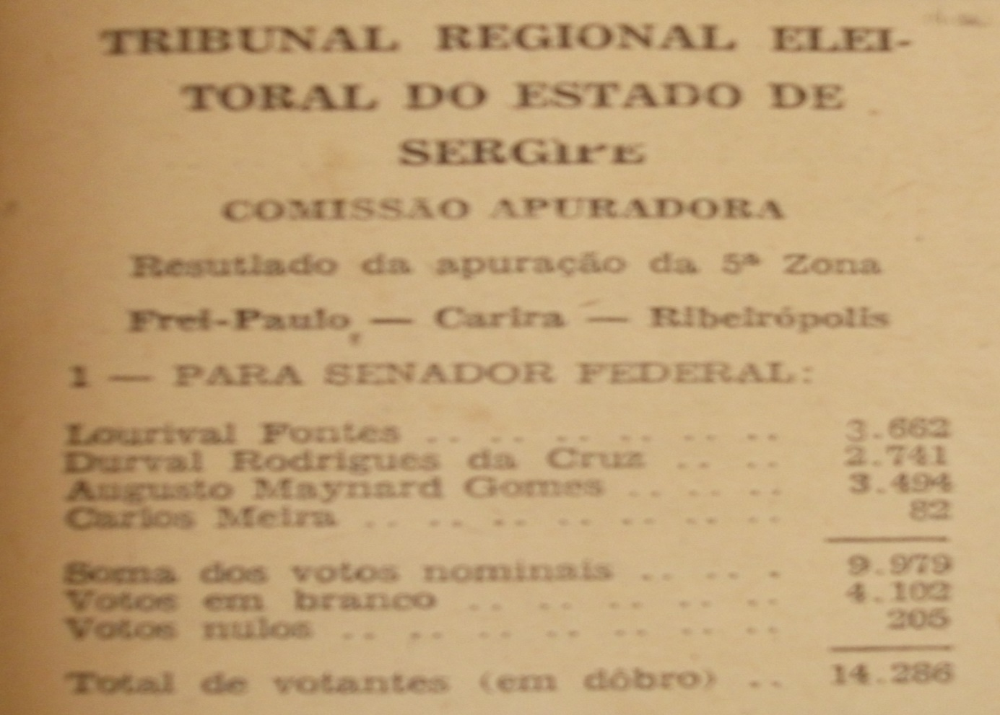 TRIBUNAL REGIONAL ELEI-
TORAL DO ESTADO DE
SERGIPE
COMISSÃO APURADORA
Resutlado da apuração da 5ª Zona
Frei-Paulo, — Carira — Ribeirópolis
1 — PARA SENADOR FEDERAL:
Lourival Fontes .. .. .. .. .. .. 3.662
Durval Rodrigues da Cruz .. .. 2.741
Augusto Maynard Gomes .. .. .. 3.494
Carlos Meira .. .. .. .. .. .. .. 82
Soma dos votos nominais .. .. . 9.979
Votos em branco .. .. .. .. .. 4.102
Votos nulos .. .. .. .. .. .. .. 205
Total de votantes (em dôbro) .. 14.286